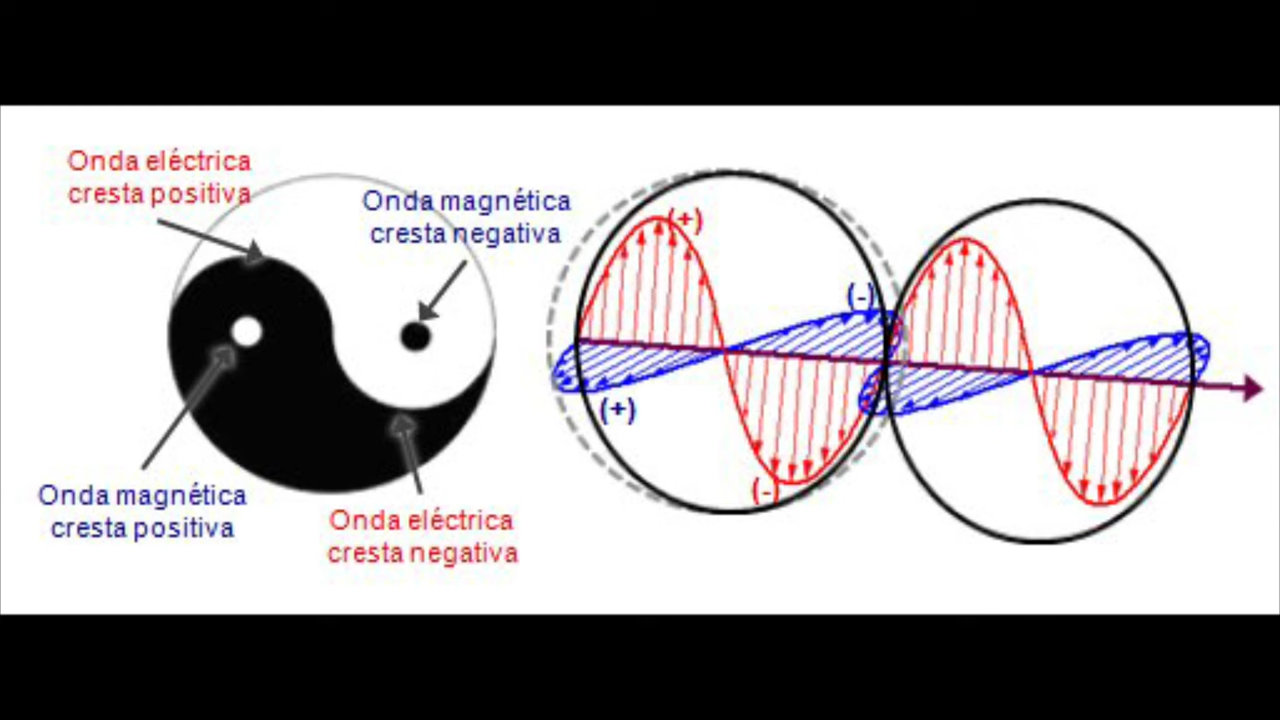 Onda eléctrica
cresta positiva
Onda magnética
cresta negativa
Onda magnética
cresta positiva
Onda eléctrica
cresta negativa
(+)
(-)
(+)
(-)